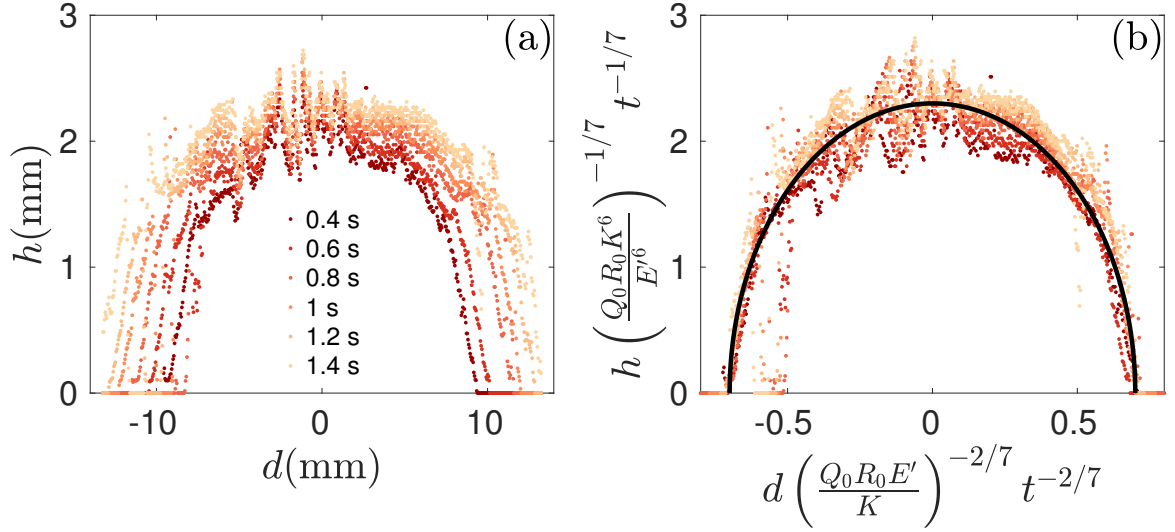 (a)
3
2
1
0
h(mm)
0.4 s
0.6 s
0.8 s
1 s
1.2 s
1.4 s
-10 0 10
d(mm)
(b)
3
2
1
0
h (Q₀R₀K⁶/E′⁶)^{-1/7} t^{-1/7}
-0.5 0 0.5
d (Q₀R₀E′/K)^{-2/7} t^{-2/7}